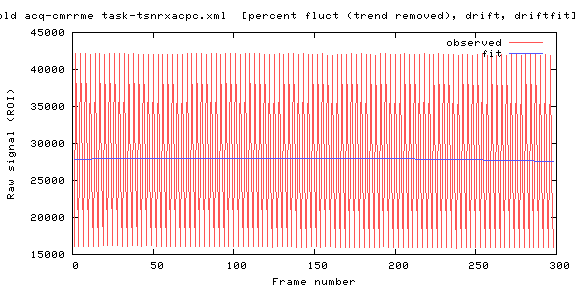 old acq-cmrrme task-tsnrxacpc.xml [percent fluct (trend removed), drift, driftfit]
45000
40000
35000
30000
25000
20000
15000
Raw signal (ROI)
observed
fit
0 50 100 150 200 250 300
Frame number